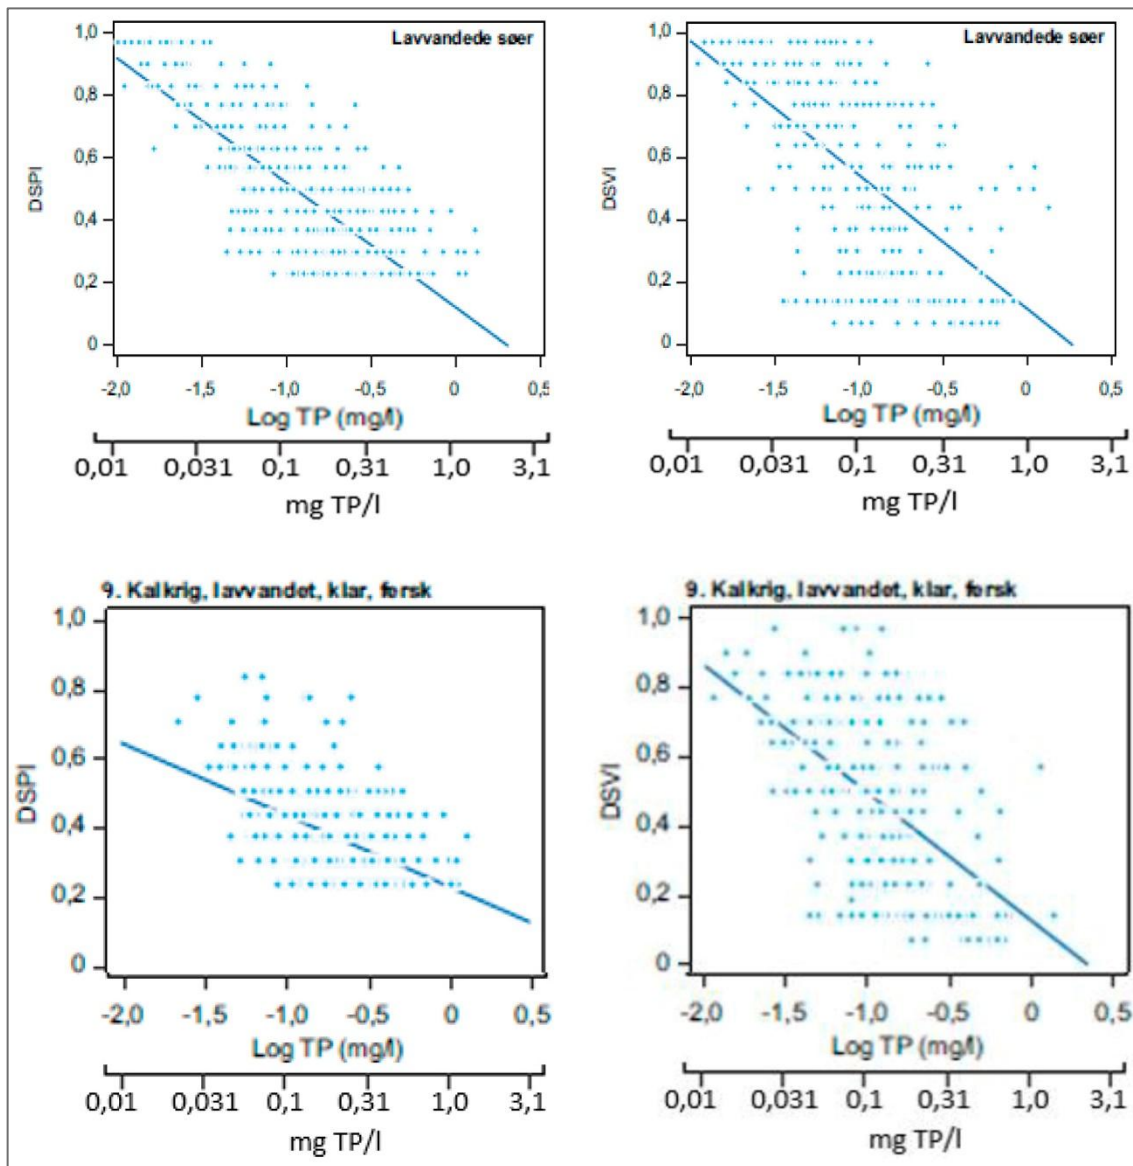 Lavvandede søer
DSPI
1,0
0,8
0,6
0,4
0,2
0
-2,0 -1,5 -1,0 -0,5 0 0,5
Log TP (mg/l)
0,01 0,031 0,1 0,31 1,0 3,1
mg TP/l
Lavvandede søer
DSVI
1,0
0,8
0,6
0,4
0,2
0
-2,0 -1,5 -1,0 -0,5 0 0,5
Log TP (mg/l)
0,01 0,031 0,1 0,31 1,0 3,1
mg TP/l
9. Kalkrig, lavvandet, klar, fersk
DSPI
1,0
0,8
0,6
0,4
0,2
0
-2,0 -1,5 -1,0 -0,5 0 0,5
Log TP (mg/l)
0,01 0,031 0,1 0,31 1,0 3,1
mg TP/l
9. Kalkrig, lavvandet, klar, fersk
DSVI
1,0
0,8
0,6
0,4
0,2
0
-2,0 -1,5 -1,0 -0,5 0 0,5
Log TP (mg/l)
0,01 0,031 0,1 0,31 1,0 3,1
mg TP/l